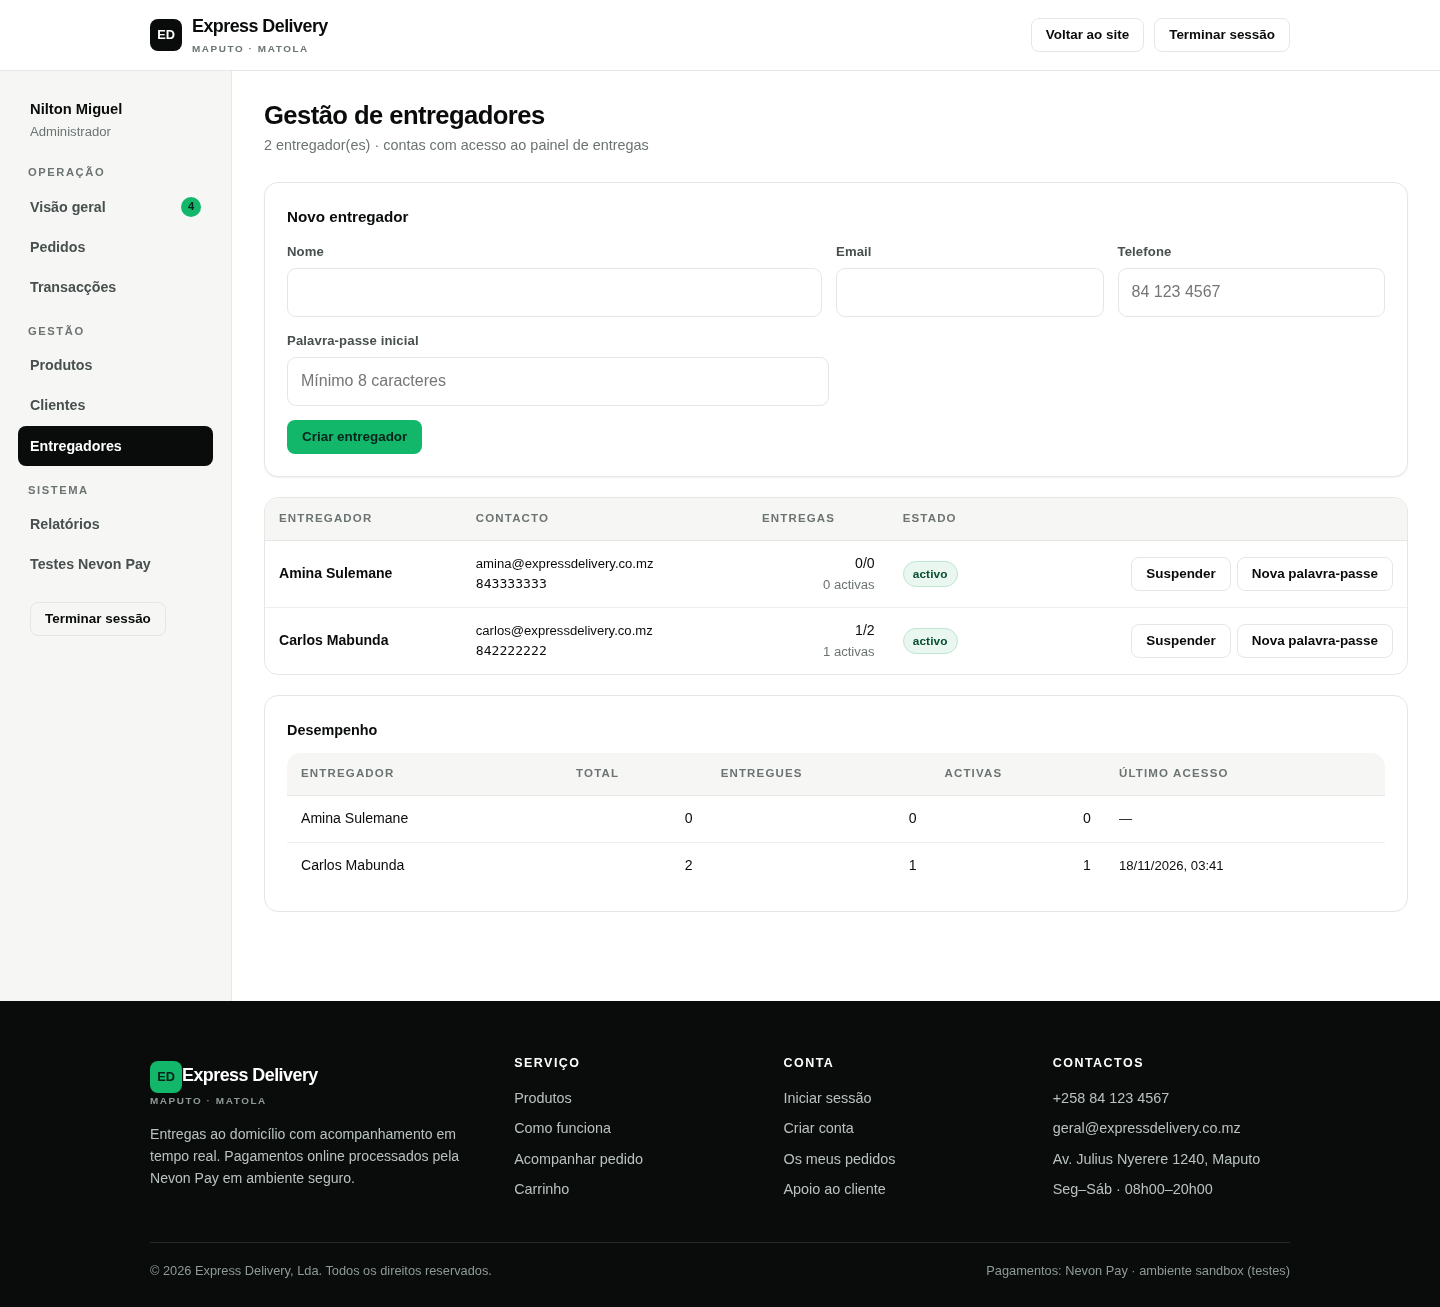 ED
Express Delivery
MAPUTO · MATOLA
Voltar ao site
Terminar sessão
Nilton Miguel
Administrador
OPERAÇÃO
Visão geral 4
Pedidos
Transacções
GESTÃO
Produtos
Clientes
Entregadores
SISTEMA
Relatórios
Testes Nevon Pay
Terminar sessão
Gestão de entregadores
2 entregador(es) · contas com acesso ao painel de entregas
Novo entregador
Nome Email Telefone
84 123 4567
Palavra-passe inicial
Mínimo 8 caracteres
Criar entregador
ENTREGADOR CONTACTO ENTREGAS ESTADO
Amina Sulemane amina@expressdelivery.co.mz 0/0 activo Suspender Nova palavra-passe
843333333 0 activas
Carlos Mabunda carlos@expressdelivery.co.mz 1/2 activo Suspender Nova palavra-passe
842222222 1 activas
Desempenho
ENTREGADOR TOTAL ENTREGUES ACTIVAS ÚLTIMO ACESSO
Amina Sulemane 0 0 0 —
Carlos Mabunda 2 1 1 18/11/2026, 03:41
ED Express Delivery
MAPUTO · MATOLA
Entregas ao domicílio com acompanhamento em
tempo real. Pagamentos online processados pela
Nevon Pay em ambiente seguro.
SERVIÇO
Produtos
Como funciona
Acompanhar pedido
Carrinho
CONTA
Iniciar sessão
Criar conta
Os meus pedidos
Apoio ao cliente
CONTACTOS
+258 84 123 4567
geral@expressdelivery.co.mz
Av. Julius Nyerere 1240, Maputo
Seg–Sáb · 08h00–20h00
© 2026 Express Delivery, Lda. Todos os direitos reservados.
Pagamentos: Nevon Pay · ambiente sandbox (testes)